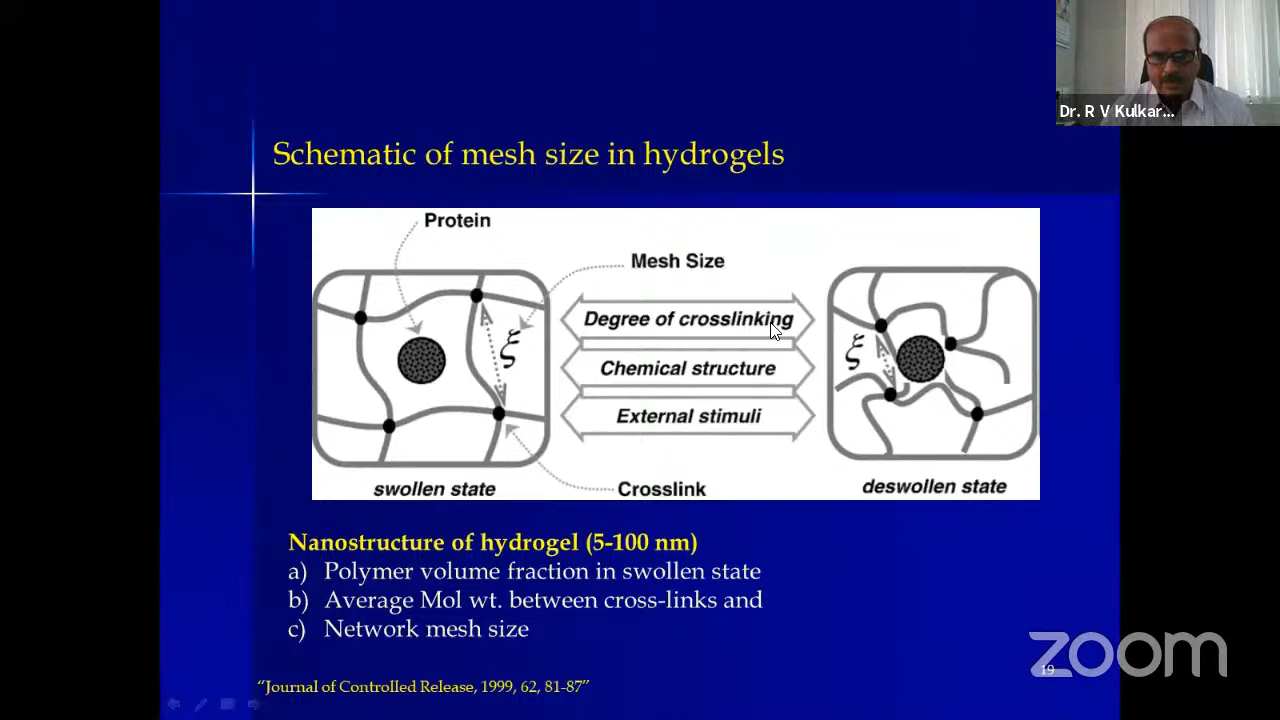 Dr. R V Kulkar...
Schematic of mesh size in hydrogels
Protein
Mesh Size
Degree of crosslinking
ξ
ξ
Chemical structure
External stimuli
swollen state
Crosslink
deswollen state
Nanostructure of hydrogel (5-100 nm)
a) Polymer volume fraction in swollen state
b) Average Mol wt. between cross-links and
c) Network mesh size
zoom
19
“Journal of Controlled Release, 1999, 62, 81-87”